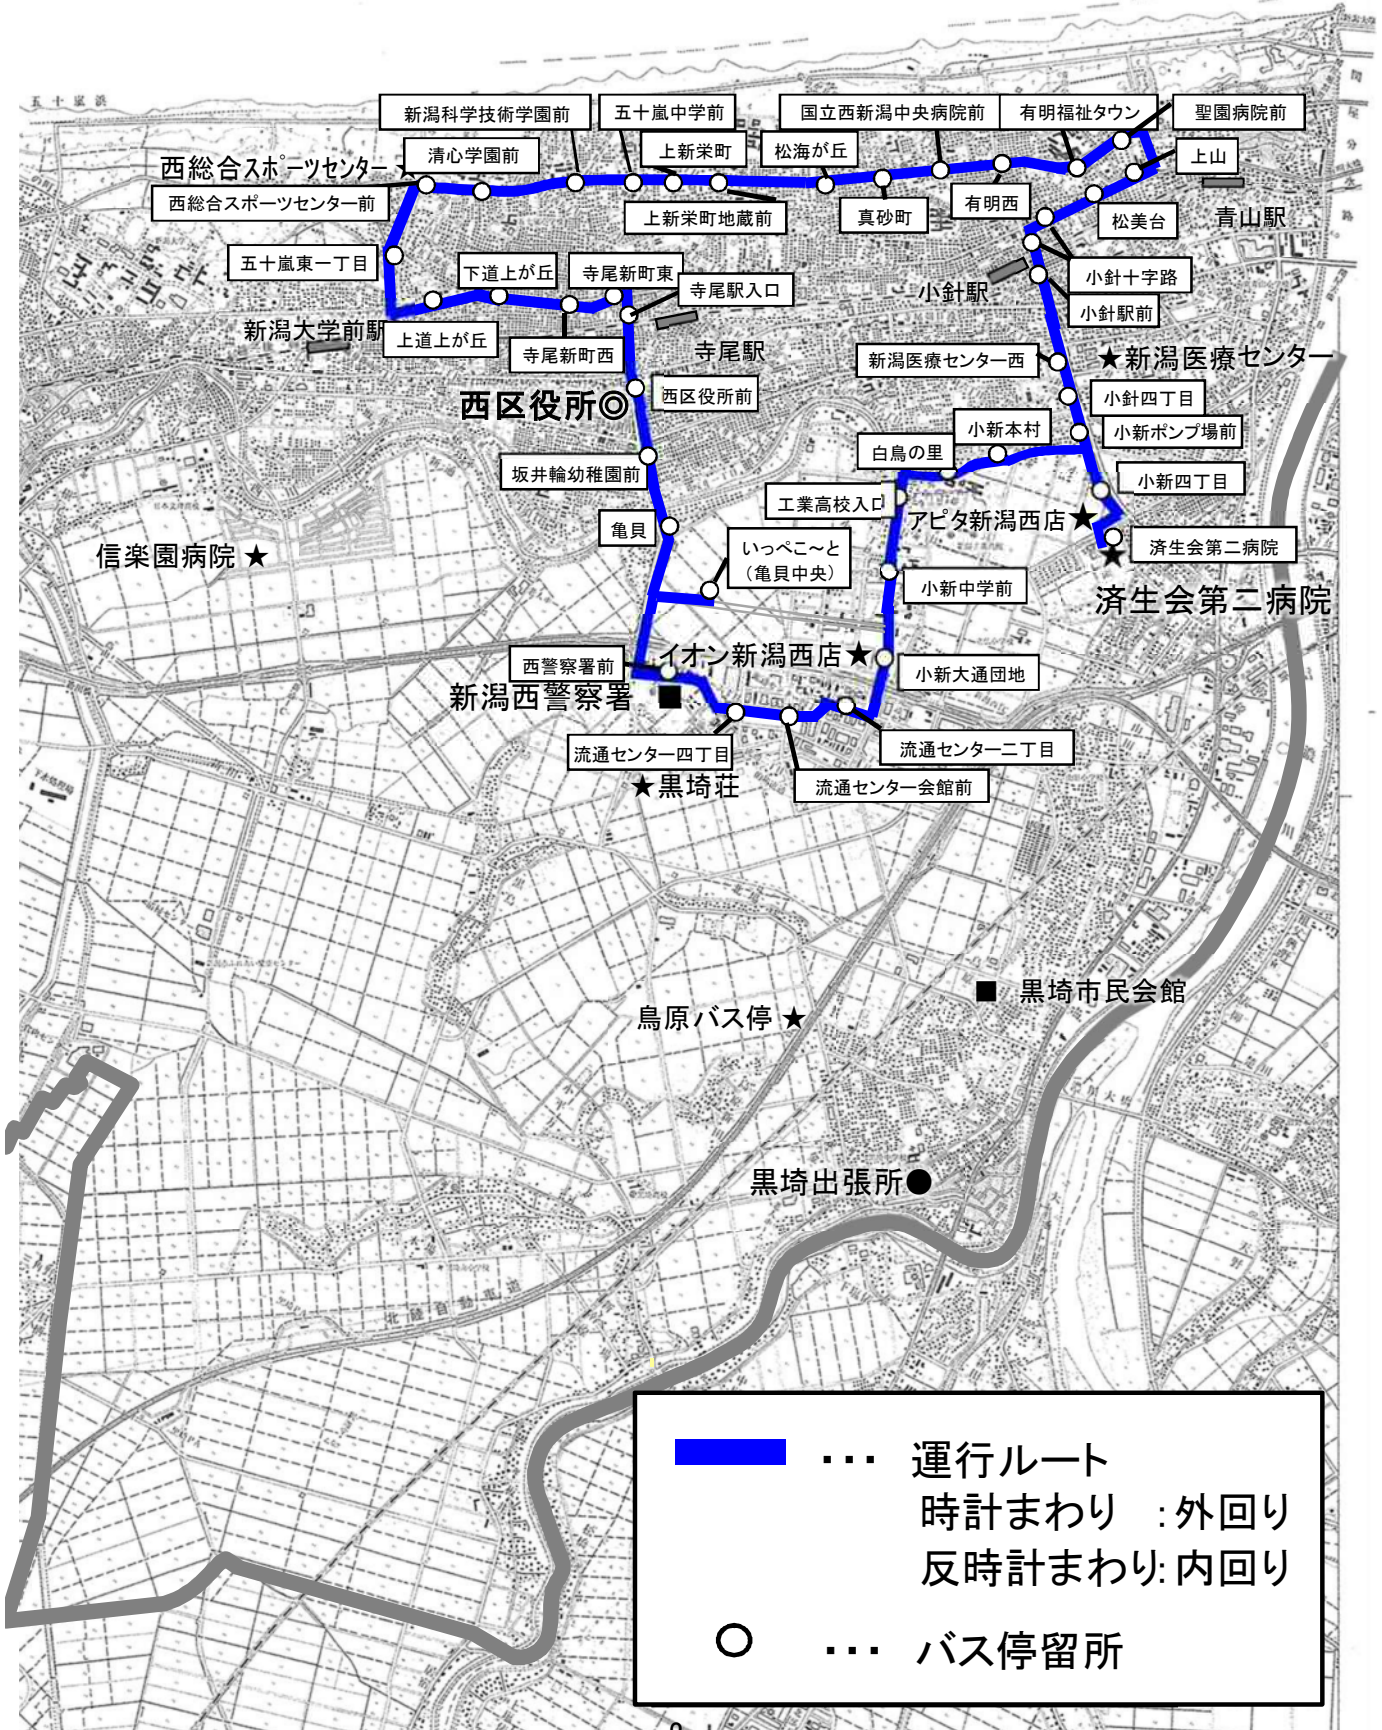 五十嵐浜
新潟科学技術学園前
五十嵐中学前
国立西新潟中央病院前
有明福祉タウン
聖園病院前
清心学園前
上新栄町
松海が丘
上山
西総合スポーツセンター★
西総合スポーツセンター前
上新栄町地蔵前
真砂町
有明西
松美台
青山駅
五十嵐東一丁目
下道上が丘
寺尾新町東
寺尾駅入口
小針駅
小針十字路
小針駅前
新潟大学前駅
上道上が丘
寺尾新町西
寺尾駅
新潟医療センター西
★新潟医療センター
西区役所◎
西区役所前
小針四丁目
小新本村
小新ポンプ場前
白鳥の里
坂井輪幼稚園前
小新四丁目
工業高校入口
アピタ新潟西店★
亀貝
いっぺこ～と
(亀貝中央)
済生会第二病院
信楽園病院★
小新中学前
済生会第二病院
西警察署前
イオン新潟西店★
小新大通団地
新潟西警察署
流通センター四丁目
流通センター二丁目
★黒埼荘
流通センター会館前
■ 黒埼市民会館
鳥原バス停★
黒埼出張所●
北陸自動車道
… 運行ルート
時計まわり :外回り
反時計まわり:内回り
… バス停留所